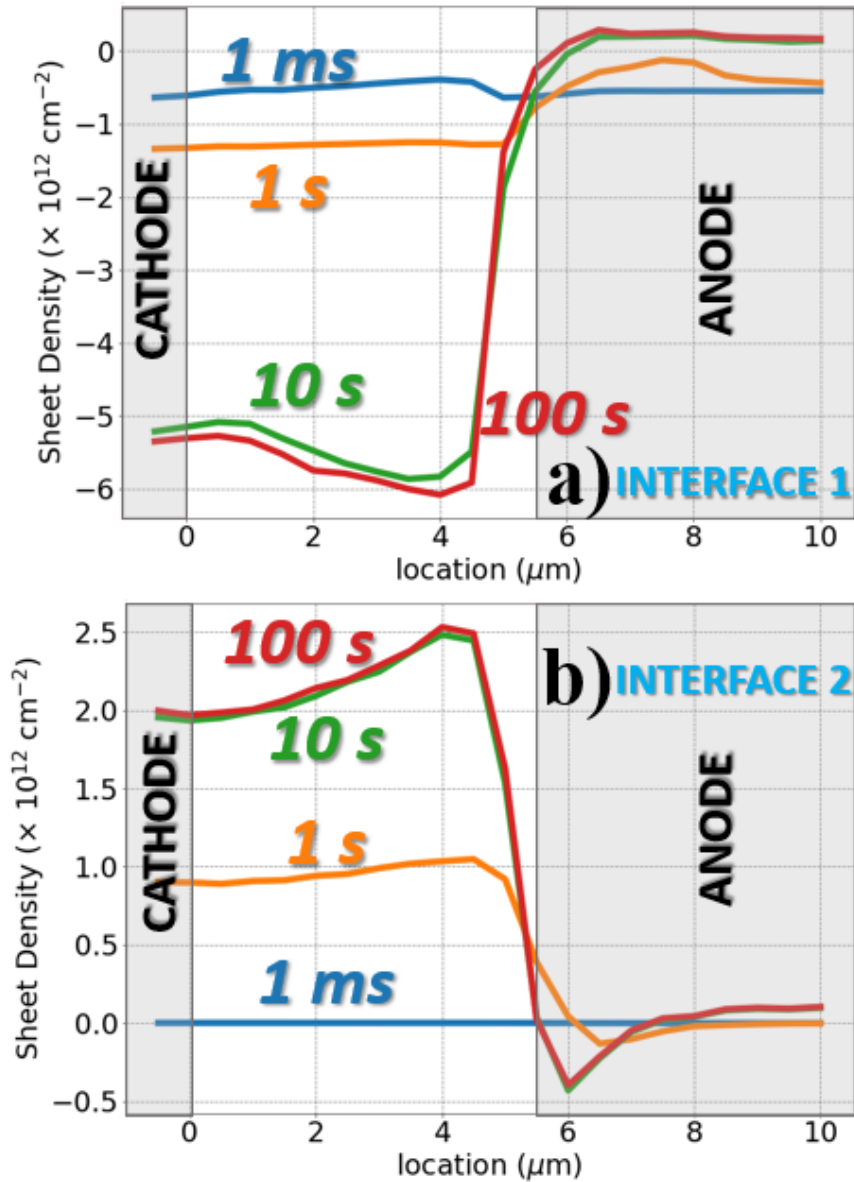 0
−1
−2
−3
−4
−5
−6
Sheet Density (× 10¹² cm⁻²)
1 ms
1 s
10 s
100 s
CATHODE
ANODE
a) INTERFACE 1
0 2 4 6 8 10
location (μm)
2.5
2.0
1.5
1.0
0.5
0.0
−0.5
Sheet Density (× 10¹² cm⁻²)
100 s
10 s
1 s
1 ms
CATHODE
ANODE
b) INTERFACE 2
0 2 4 6 8 10
location (μm)